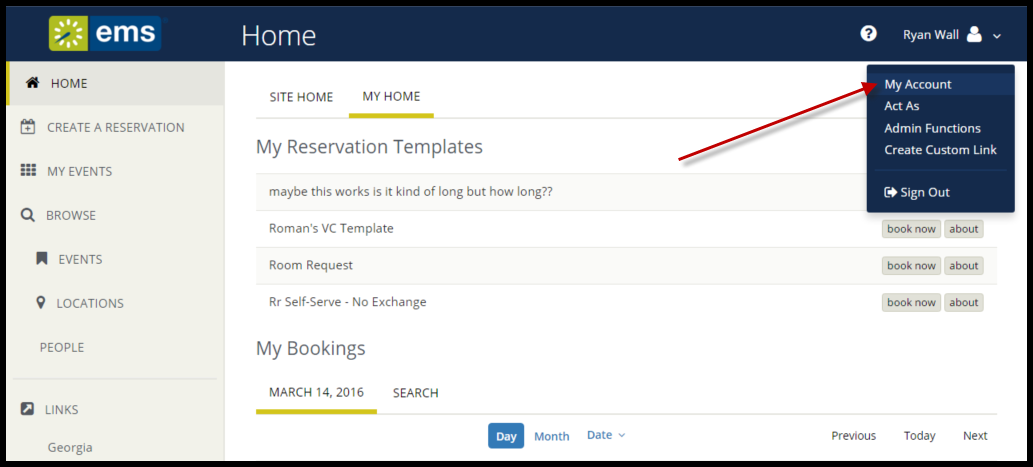 ems Home Ryan Wall
HOME
CREATE A RESERVATION
MY EVENTS
BROWSE
EVENTS
LOCATIONS
PEOPLE
LINKS
Georgia
SITE HOME MY HOME
My Reservation Templates
maybe this works is it kind of long but how long??
Roman's VC Template book now about
Room Request book now about
Rr Self-Serve - No Exchange book now about
My Bookings
MARCH 14, 2016 SEARCH
Day Month Date Previous Today Next
My Account
Act As
Admin Functions
Create Custom Link
Sign Out